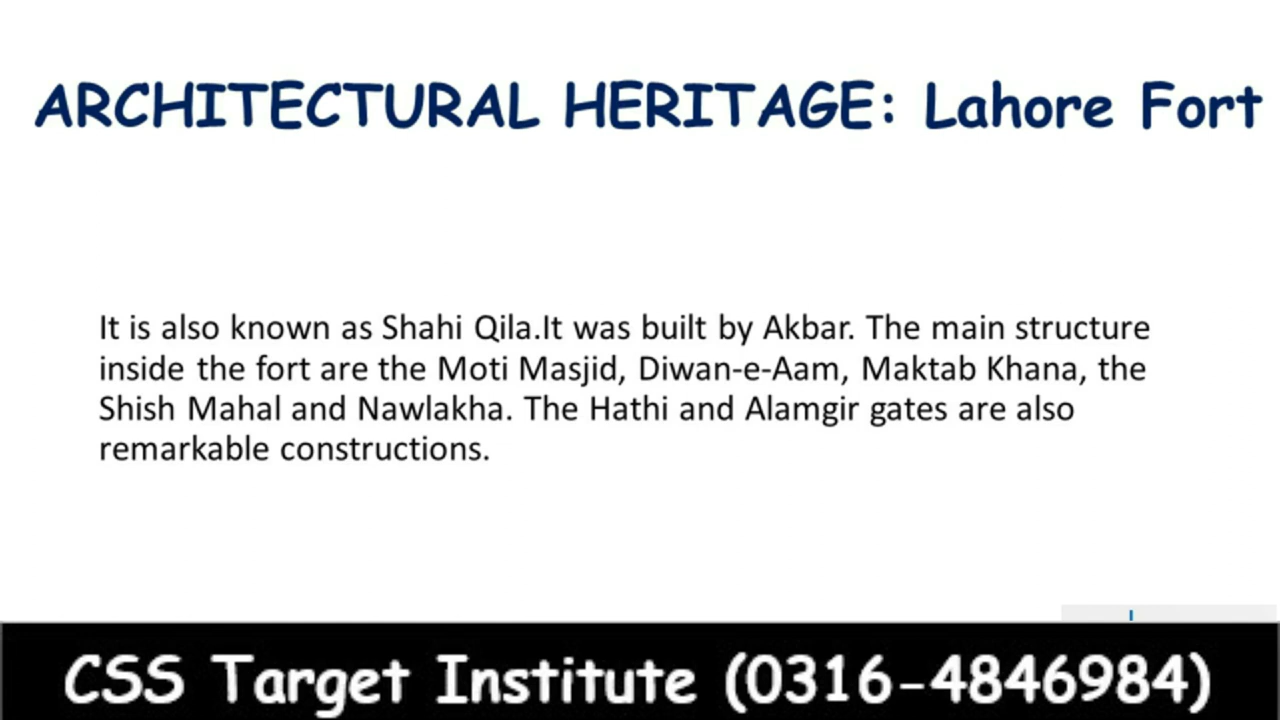 ARCHITECTURAL HERITAGE: Lahore Fort
It is also known as Shahi Qila.It was built by Akbar. The main structure
inside the fort are the Moti Masjid, Diwan-e-Aam, Maktab Khana, the
Shish Mahal and Nawlakha. The Hathi and Alamgir gates are also
remarkable constructions.
CSS Target Institute (0316-4846984)